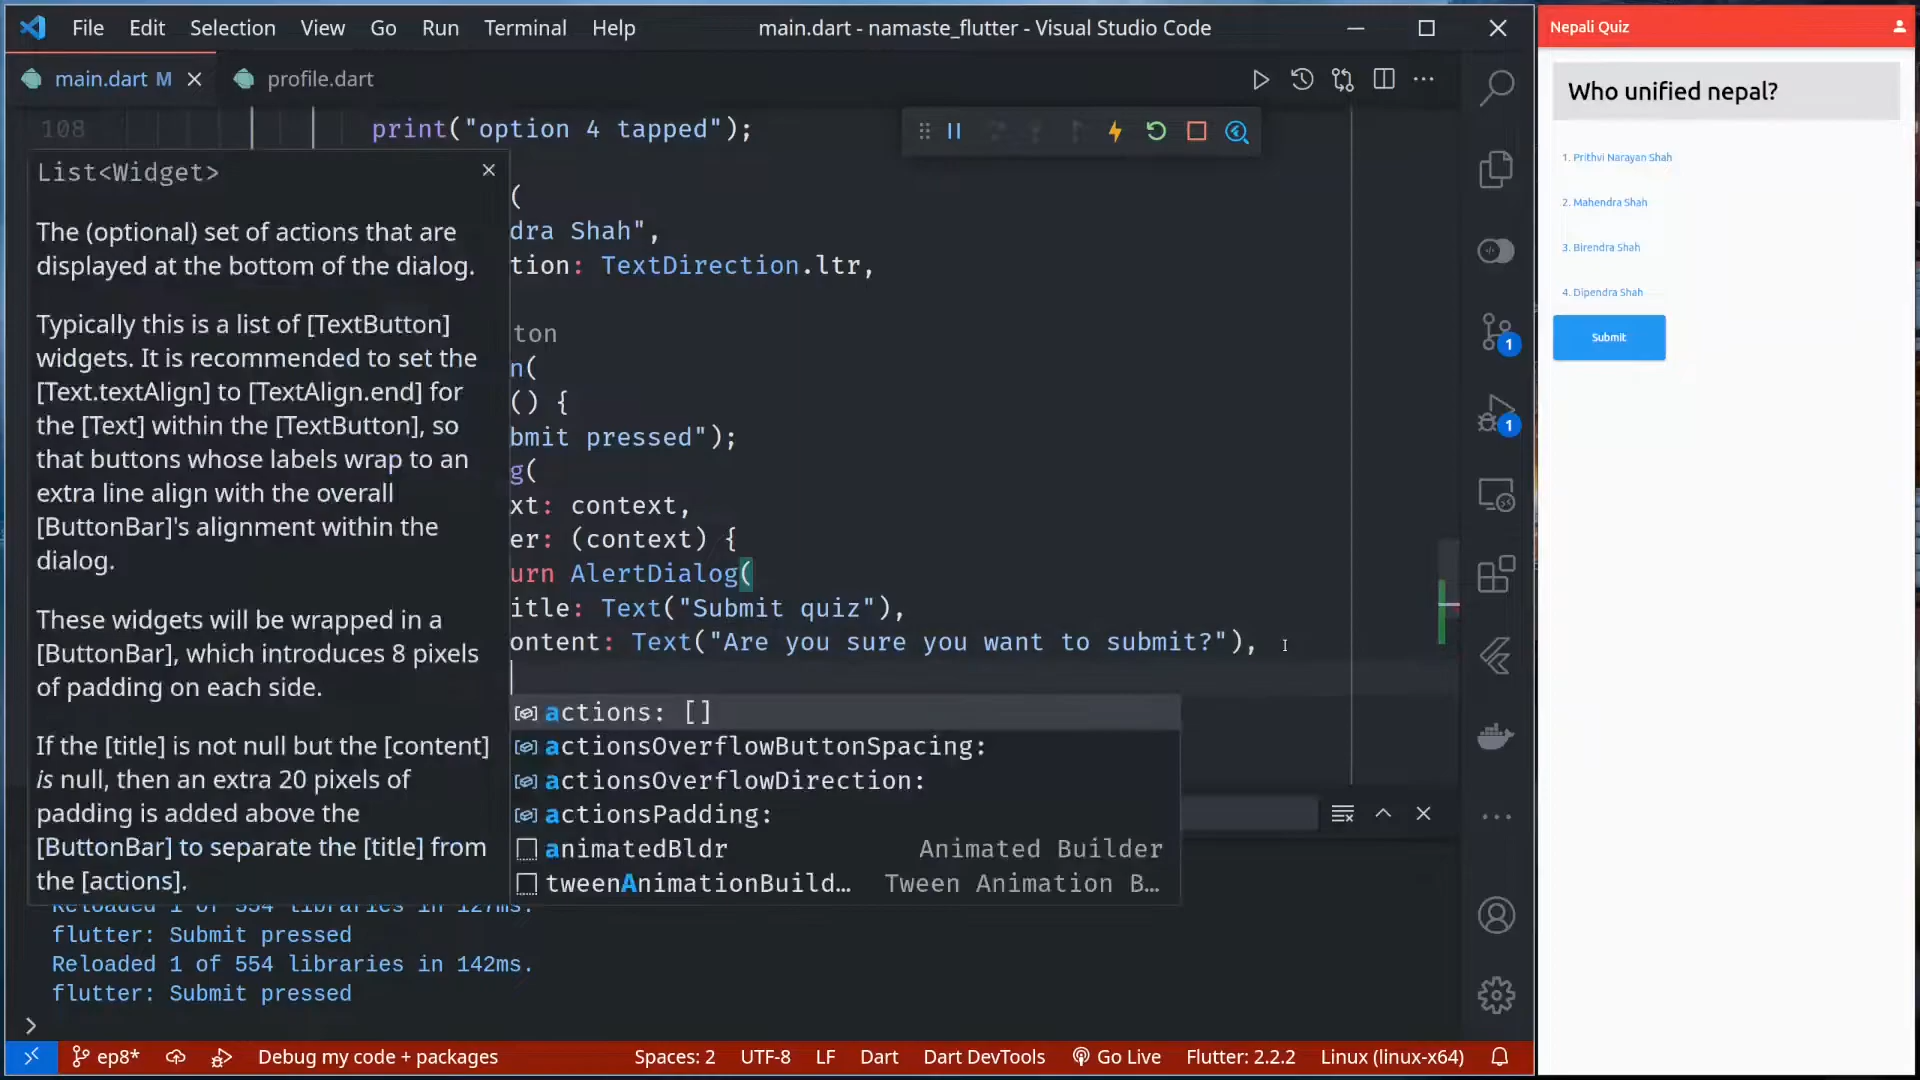 File Edit Selection View Go Run Terminal Help
main.dart - namaste_flutter - Visual Studio Code
main.dart M
profile.dart
108 print("option 4 tapped");
List<Widget>
The (optional) set of actions that are
displayed at the bottom of the dialog.
Typically this is a list of [TextButton]
widgets. It is recommended to set the
[Text.textAlign] to [TextAlign.end] for
the [Text] within the [TextButton], so
that buttons whose labels wrap to an
extra line align with the overall
[ButtonBar]'s alignment within the
dialog.
These widgets will be wrapped in a
[ButtonBar], which introduces 8 pixels
of padding on each side.
If the [title] is not null but the [content]
is null, then an extra 20 pixels of
padding is added above the
[ButtonBar] to separate the [title] from
the [actions].
(
dra Shah",
tion: TextDirection.ltr,
ton
n(
() {
bmit pressed");
g(
xt: context,
er: (context) {
urn AlertDialog(
itle: Text("Submit quiz"),
ontent: Text("Are you sure you want to submit?"),
actions: []
actionsOverflowButtonSpacing:
actionsOverflowDirection:
actionsPadding:
animatedBldr Animated Builder
tweenAnimationBuild… Tween Animation B…
Reloaded 1 of 554 libraries in 127ms.
flutter: Submit pressed
Reloaded 1 of 554 libraries in 142ms.
flutter: Submit pressed
>
1
1
ep8* Debug my code + packages Spaces: 2 UTF-8 LF Dart Dart DevTools Go Live Flutter: 2.2.2 Linux (linux-x64)
Nepali Quiz
Who unified nepal?
1. Prithvi Narayan Shah
2. Mahendra Shah
3. Birendra Shah
4. Dipendra Shah
Submit